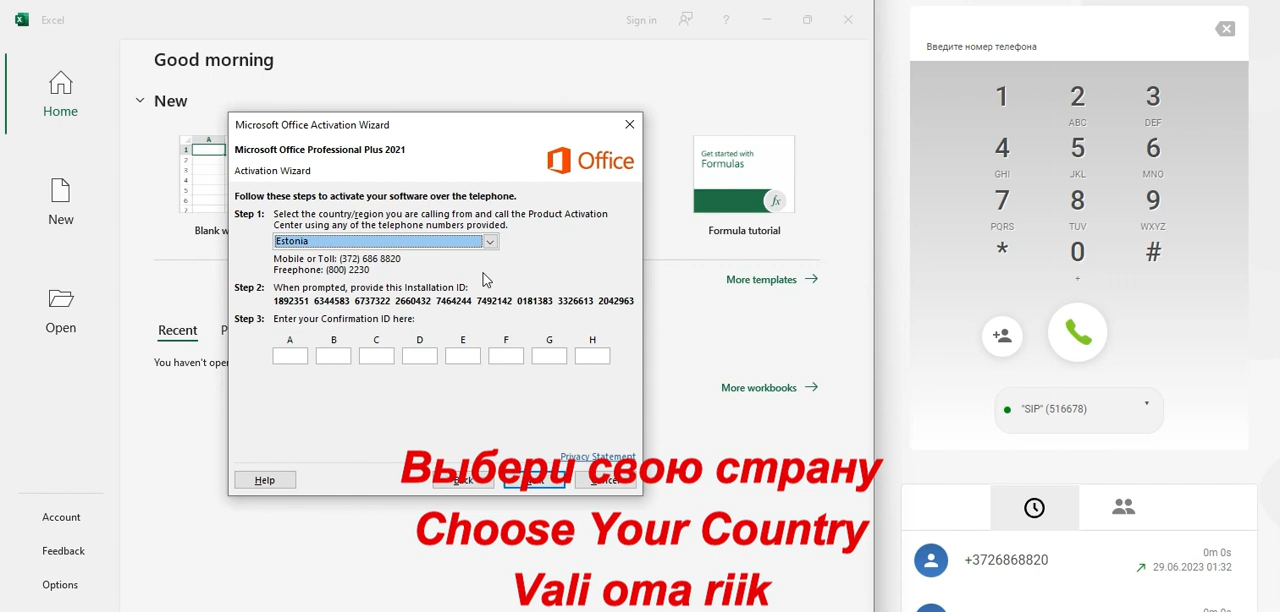 Excel
Sign in
?
Good morning
Home
New
New
Open
Blank w
Get started with
Formulas
fx
Formula tutorial
More templates
Recent
P
You haven't oper
More workbooks
Account
Feedback
Options
Microsoft Office Activation Wizard
Microsoft Office Professional Plus 2021
Activation Wizard
Office
Follow these steps to activate your software over the telephone.
Step 1: Select the country/region you are calling from and call the Product Activation
Center using any of the telephone numbers provided.
Estonia
Mobile or Toll: (372) 686 8820
Freephone: (800) 2230
Step 2: When prompted, provide this Installation ID:
1892351 6344583 6737322 2660432 7464244 7492142 0181383 3326613 2042963
Step 3: Enter your Confirmation ID here:
A B C D E F G H
Privacy Statement
Help
Back
Cancel
Выбери свою страну
Choose Your Country
Vali oma riik
Введите номер телефона
1 2 3
ABC DEF
4 5 6
GHI JKL MNO
7 8 9
PQRS TUV WXYZ
* 0 #
+
"SIP" (516678)
+3726868820
0m 0s
29.06.2023 01:32
0m 0s